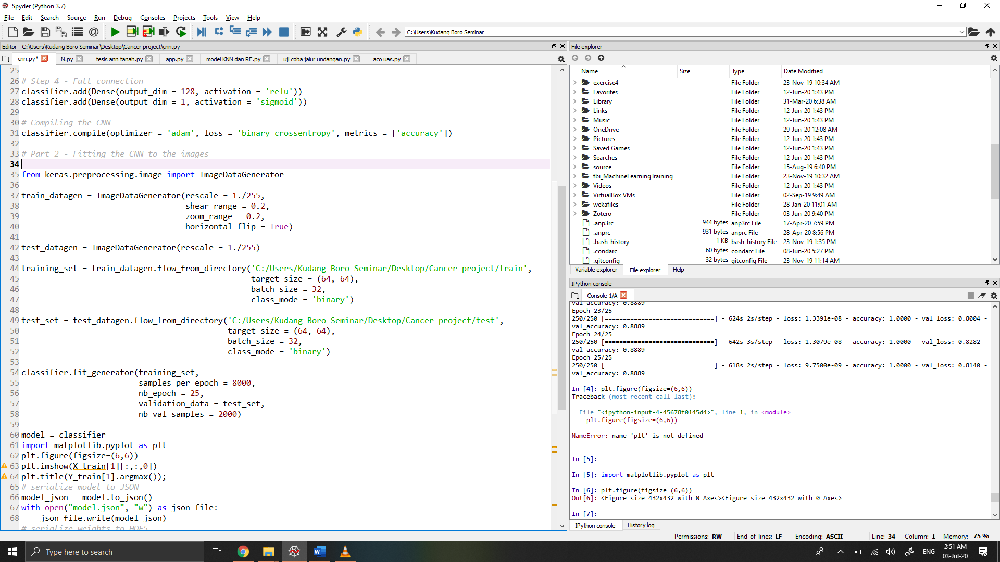 Spyder (Python 3.7)
File Edit Search Source Run Debug Consoles Projects Tools View Help
C:\Users\Kudang Boro Seminar
Editor - C:\Users\Kudang Boro Seminar\Desktop\Cancer project\cnn.py
cnn.py* N.py tesis ann tanah.py app.py model KNN dan RF.py uji coba jalur undangan.py aco uas.py
25
26 # Step 4 - Full connection
27 classifier.add(Dense(output_dim = 128, activation = 'relu'))
28 classifier.add(Dense(output_dim = 1, activation = 'sigmoid'))
29
30 # Compiling the CNN
31 classifier.compile(optimizer = 'adam', loss = 'binary_crossentropy', metrics = ['accuracy'])
32
33 # Part 2 - Fitting the CNN to the images
34
35 from keras.preprocessing.image import ImageDataGenerator
36
37 train_datagen = ImageDataGenerator(rescale = 1./255,
38 shear_range = 0.2,
39 zoom_range = 0.2,
40 horizontal_flip = True)
41
42 test_datagen = ImageDataGenerator(rescale = 1./255)
43
44 training_set = train_datagen.flow_from_directory('C:/Users/Kudang Boro Seminar/Desktop/Cancer project/train',
45 target_size = (64, 64),
46 batch_size = 32,
47 class_mode = 'binary')
48
49 test_set = test_datagen.flow_from_directory('C:/Users/Kudang Boro Seminar/Desktop/Cancer project/test',
50 target_size = (64, 64),
51 batch_size = 32,
52 class_mode = 'binary')
53
54 classifier.fit_generator(training_set,
55 samples_per_epoch = 8000,
56 nb_epoch = 25,
57 validation_data = test_set,
58 nb_val_samples = 2000)
59
60 model = classifier
61 import matplotlib.pyplot as plt
62 plt.figure(figsize=(6,6))
63 plt.imshow(X_train[1][:,:,0])
64 plt.title(Y_train[1].argmax());
65 # serialize model to JSON
66 model_json = model.to_json()
67 with open("model.json", "w") as json_file:
68 json_file.write(model_json)
# serialize weights to HDF5
File explorer
Name Size Type Date Modified
exercise4 File Folder 23-Nov-19 10:34 AM
Favorites File Folder 12-Jun-20 1:43 PM
Library File Folder 31-Mar-20 6:38 AM
Links File Folder 12-Jun-20 1:43 PM
Music File Folder 12-Jun-20 1:43 PM
OneDrive File Folder 29-Jun-20 12:08 AM
Pictures File Folder 12-Jun-20 1:43 PM
Saved Games File Folder 12-Jun-20 1:43 PM
Searches File Folder 12-Jun-20 1:43 PM
source File Folder 15-Aug-19 6:40 PM
tbi_MachineLearningTraining File Folder 23-Nov-19 10:32 AM
Videos File Folder 12-Jun-20 1:43 PM
VirtualBox VMs File Folder 02-Sep-19 9:49 AM
wekafiles File Folder 28-Jan-20 11:01 AM
Zotero File Folder 03-Jun-20 9:40 PM
.anp3rc 944 bytes anp3rc File 17-Apr-20 7:59 PM
.anprc 931 bytes anprc File 28-Apr-20 8:56 PM
.bash_history 1 KB bash_history File 23-Nov-19 1:35 PM
.condarc 60 bytes condarc File 08-Jun-20 5:27 PM
.gitconfig 32 bytes gitconfig File 23-Nov-19 11:14 AM
Variable explorer File explorer Help
IPython console
Console 1/A
val_accuracy: 0.8889
Epoch 23/25
250/250 [==============================] - 624s 2s/step - loss: 1.3391e-08 - accuracy: 1.0000 - val_loss: 0.8004 -
val_accuracy: 0.8889
Epoch 24/25
250/250 [==============================] - 642s 3s/step - loss: 1.3079e-08 - accuracy: 1.0000 - val_loss: 0.8282 -
val_accuracy: 0.8889
Epoch 25/25
250/250 [==============================] - 618s 2s/step - loss: 9.7500e-09 - accuracy: 1.0000 - val_loss: 0.8140 -
val_accuracy: 0.8889
In [4]: plt.figure(figsize=(6,6))
Traceback (most recent call last):
File "<ipython-input-4-45678f0145d4>", line 1, in <module>
plt.figure(figsize=(6,6))
NameError: name 'plt' is not defined
In [5]:
In [5]: import matplotlib.pyplot as plt
In [6]: plt.figure(figsize=(6,6))
Out[6]: <Figure size 432x432 with 0 Axes><Figure size 432x432 with 0 Axes>
In [7]:
IPython console History log
Permissions: RW End-of-lines: LF Encoding: ASCII Line: 34 Column: 1 Memory: 75 %
Type here to search
ENG
2:51 AM
03-Jul-20